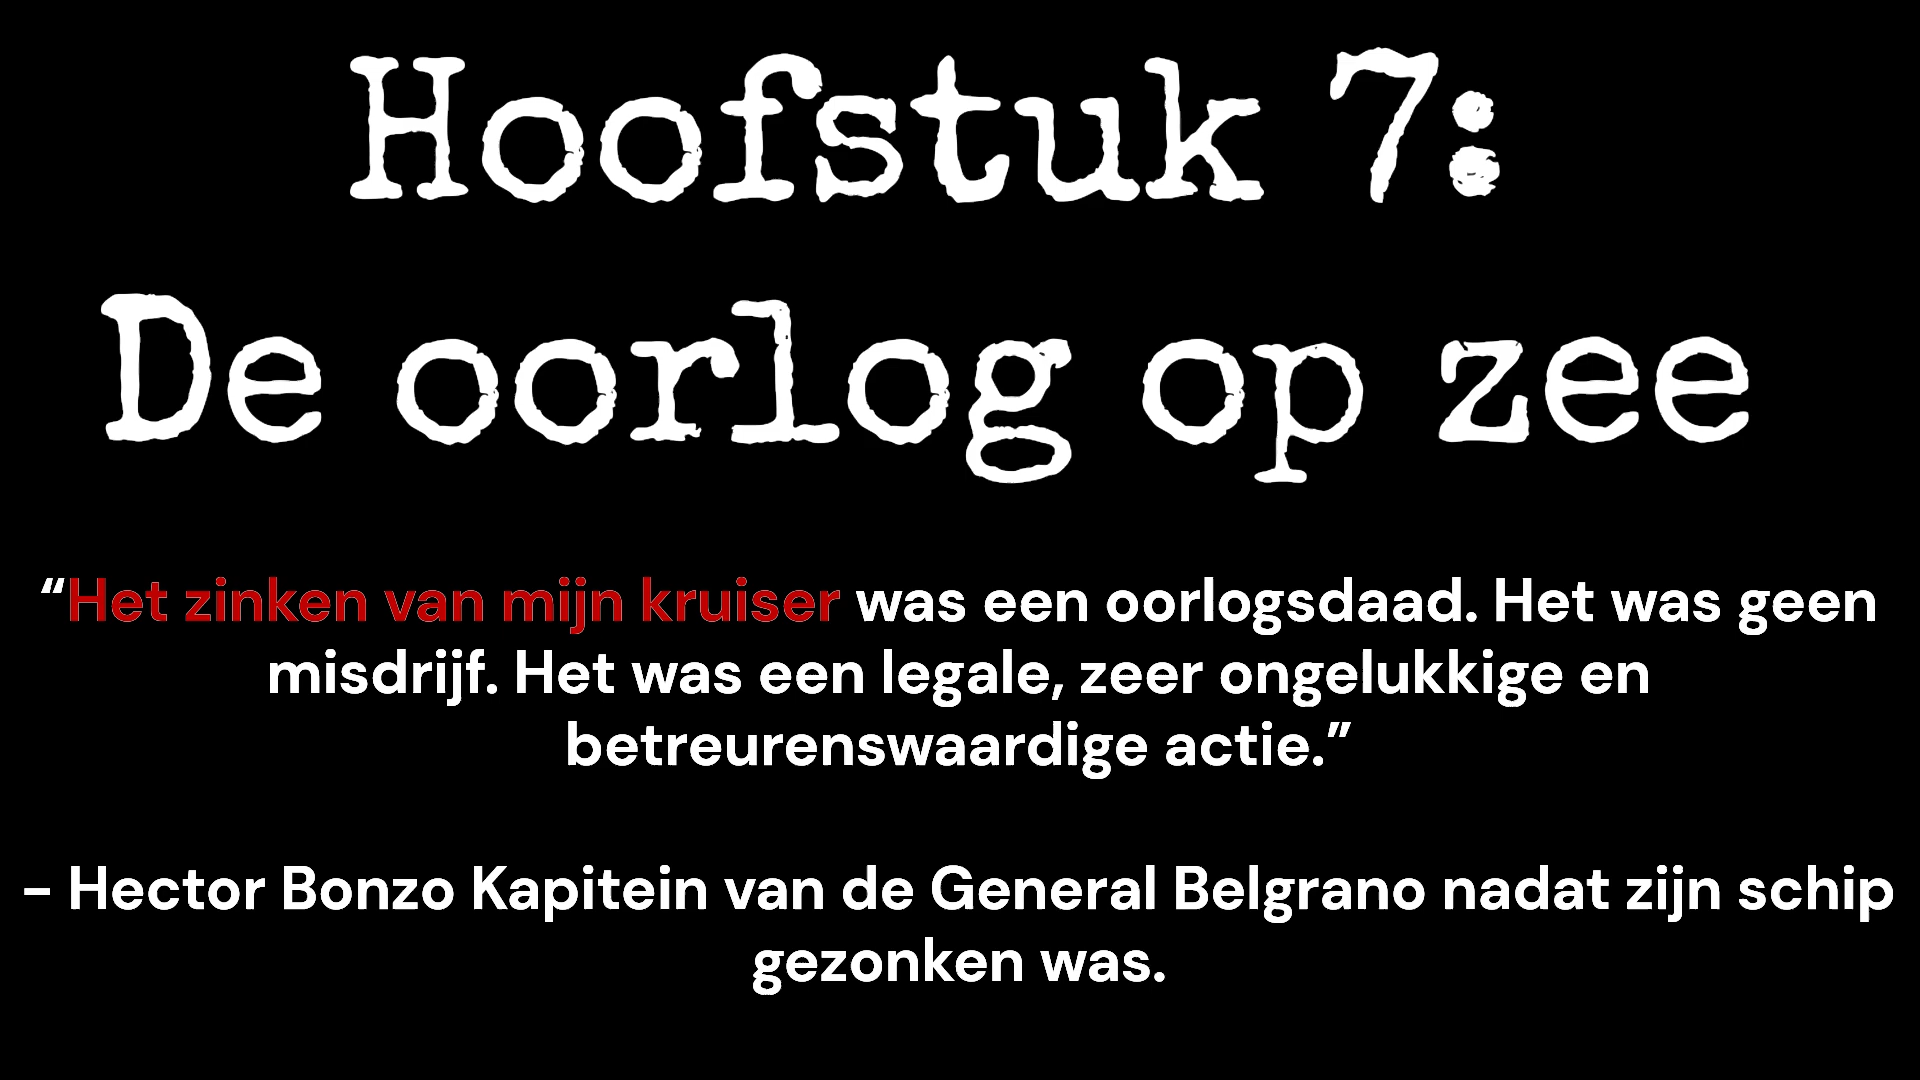 Hoofstuk 7:
De oorlog op zee
“Het zinken van mijn kruiser was een oorlogsdaad. Het was geen
misdrijf. Het was een legale, zeer ongelukkige en
betreurenswaardige actie.”
– Hector Bonzo Kapitein van de General Belgrano nadat zijn schip
gezonken was.